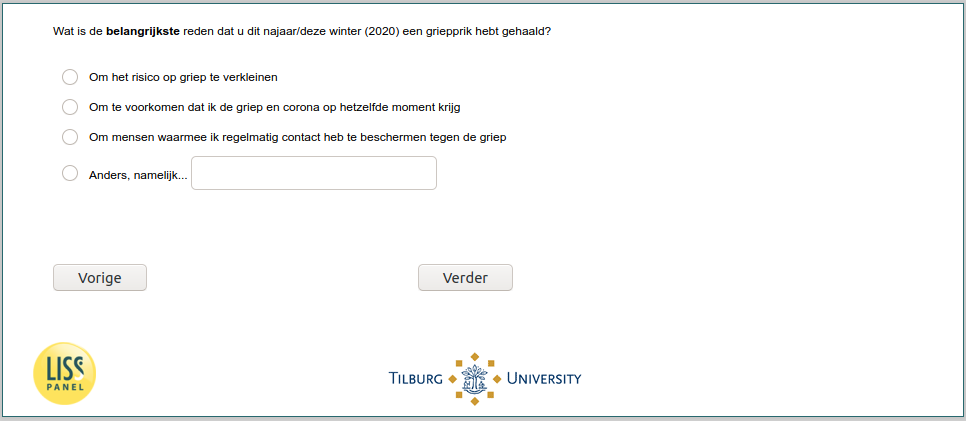 Wat is de belangrijkste reden dat u dit najaar/deze winter (2020) een griepprik hebt gehaald?
Om het risico op griep te verkleinen
Om te voorkomen dat ik de griep en corona op hetzelfde moment krijg
Om mensen waarmee ik regelmatig contact heb te beschermen tegen de griep
Anders, namelijk...
Vorige
Verder
LISS
PANEL
TILBURG UNIVERSITY